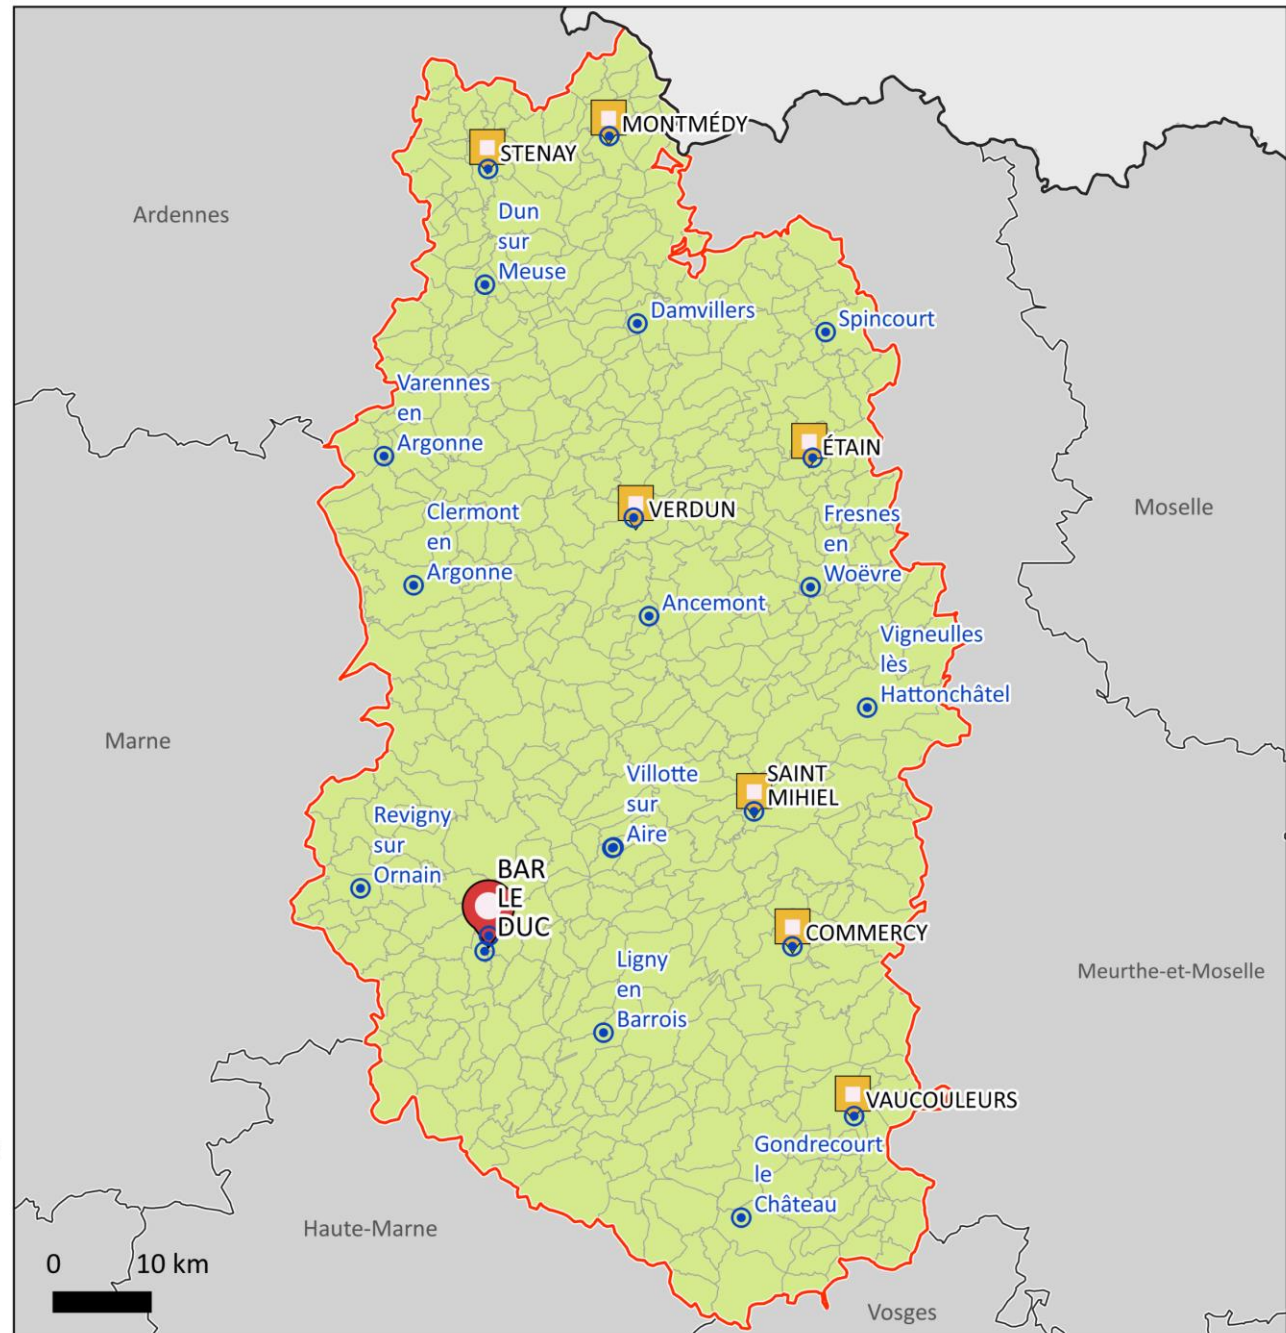 MONTMÉDY
STENAY
Ardennes
Dun
sur
Meuse
Damvillers
Spincourt
Varennes
en
Argonne
ÉTAIN
VERDUN
Moselle
Clermont
en
Argonne
Fresnes
en
Woëvre
Ancemont
Vigneulles
lès
Hattonchâtel
Marne
Villotte
sur
Aire
SAINT
MIHIEL
Revigny
sur
Ornain
BAR
LE
DUC
COMMERCY
Ligny
en
Barrois
Meurthe-et-Moselle
VAUCOULEURS
Gondrecourt
le
Château
Haute-Marne
0 10 km
Vosges